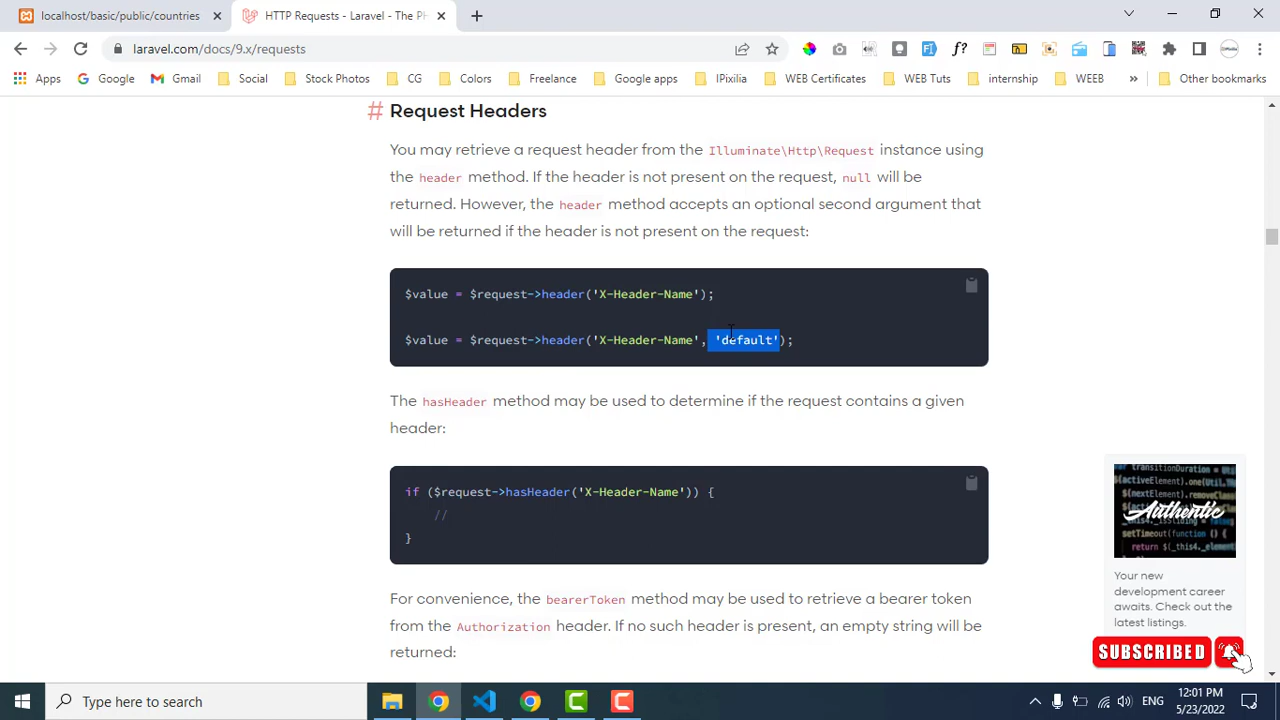 localhost/basic/public/countries
HTTP Requests - Laravel - The PH
laravel.com/docs/9.x/requests
Apps
Google
Gmail
Social
Stock Photos
CG
Colors
Freelance
Google apps
IPixilia
WEB Certificates
WEB Tuts
internship
WEEB
»
Other bookmarks
# Request Headers
You may retrieve a request header from the Illuminate\Http\Request instance using
the header method. If the header is not present on the request, null will be
returned. However, the header method accepts an optional second argument that
will be returned if the header is not present on the request:
$value = $request->header('X-Header-Name');
$value = $request->header('X-Header-Name', 'default');
The hasHeader method may be used to determine if the request contains a given
header:
if ($request->hasHeader('X-Header-Name')) {
//
}
For convenience, the bearerToken method may be used to retrieve a bearer token
from the Authorization header. If no such header is present, an empty string will be
returned:
Authentic
Your new
development career
awaits. Check out the
latest listings.
SUBSCRIBED
Type here to search
ENG
12:01 PM
5/23/2022